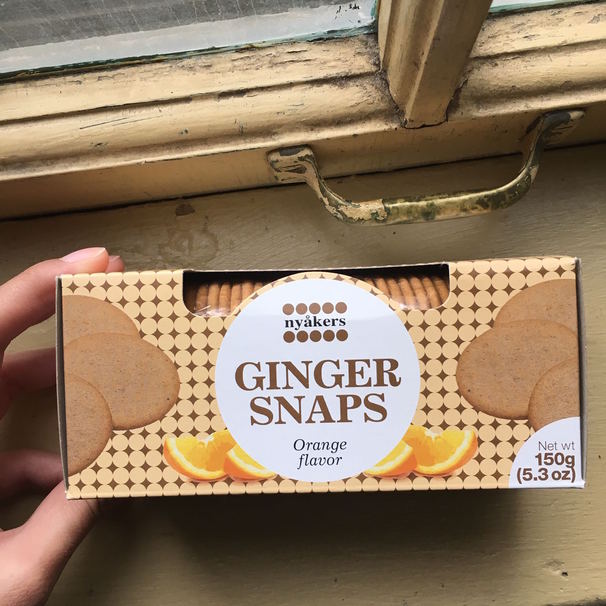 nyåkers
GINGER
SNAPS
Orange
flavor
Net wt
150g
(5.3 oz)